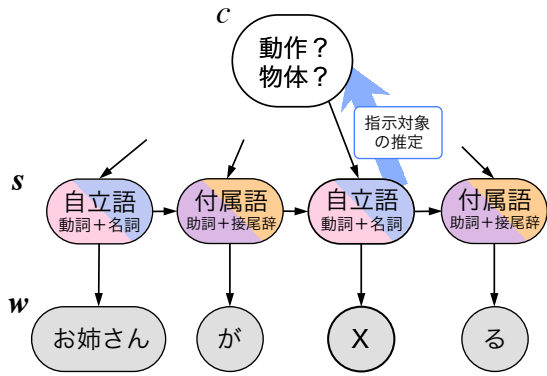 c
動作？
物体？
指示対象
の推定
s
自立語
動詞＋名詞
付属語
助詞＋接尾辞
自立語
動詞＋名詞
付属語
助詞＋接尾辞
w
お姉さん
が
X
る